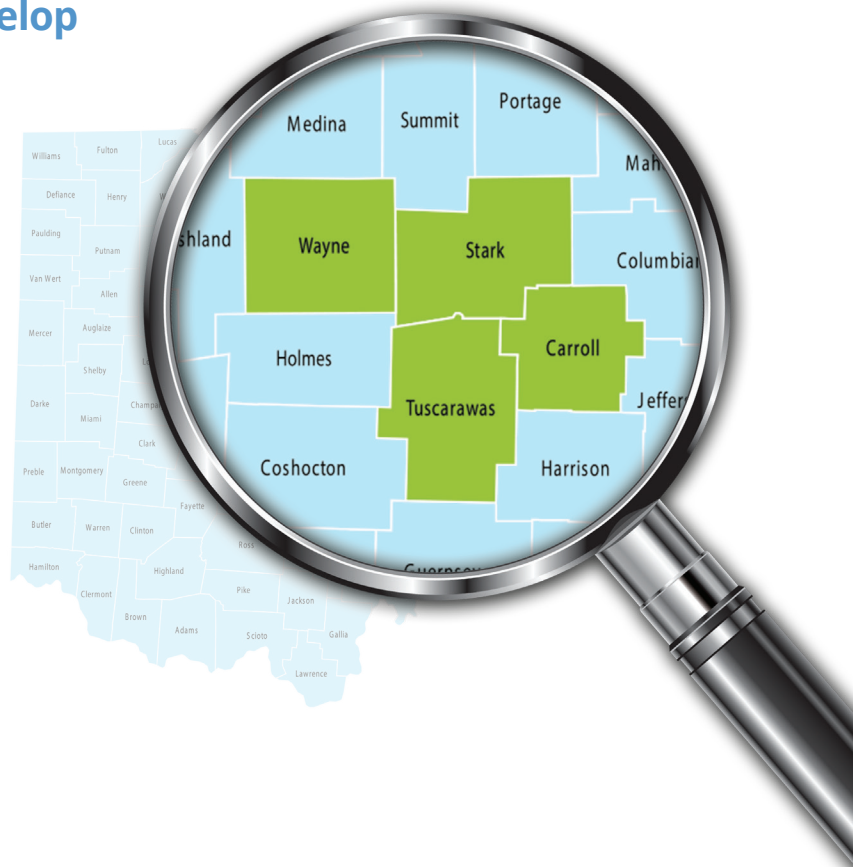 elop
Lucas
Williams
Fulton
Defiance
Henry
Paulding
Putnam
Van Wert
Allen
Mercer
Auglaize
Shelby
Darke
Champa
Miami
Clark
Preble
Montgomery
Greene
Fayette
Butler
Warren
Clinton
Ross
Hamilton
Highland
Clermont
Pike
Jackson
Brown
Adams
Scioto
Gallia
Lawrence
Medina
Summit
Portage
Mah
shland
Wayne
Stark
Columbian
Holmes
Carroll
Tuscarawas
Jeffer
Coshocton
Harrison
Guernsey